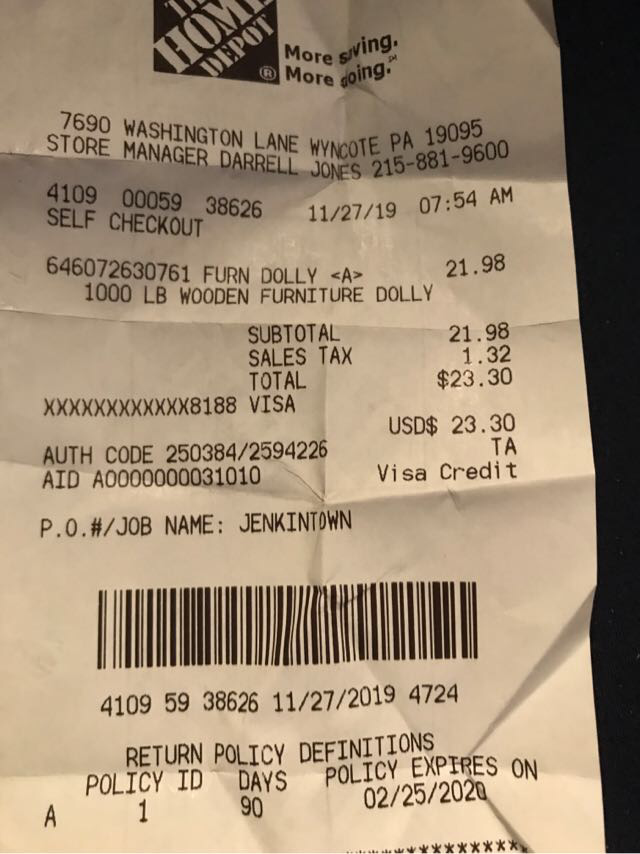 THE
HOME
DEPOT
®
More saving.
More doing.℠
7690 WASHINGTON LANE WYNCOTE PA 19095
STORE MANAGER DARRELL JONES 215-881-9600
4109 00059 38626 11/27/19 07:54 AM
SELF CHECKOUT
646072630761 FURN DOLLY <A> 21.98
1000 LB WOODEN FURNITURE DOLLY
SUBTOTAL 21.98
SALES TAX 1.32
TOTAL $23.30
XXXXXXXXXXXX8188 VISA
USD$ 23.30
AUTH CODE 250384/2594226 TA
AID A0000000031010 Visa Credit
P.O.#/JOB NAME: JENKINTOWN
4109 59 38626 11/27/2019 4724
RETURN POLICY DEFINITIONS
POLICY ID DAYS POLICY EXPIRES ON
A 1 90 02/25/2020